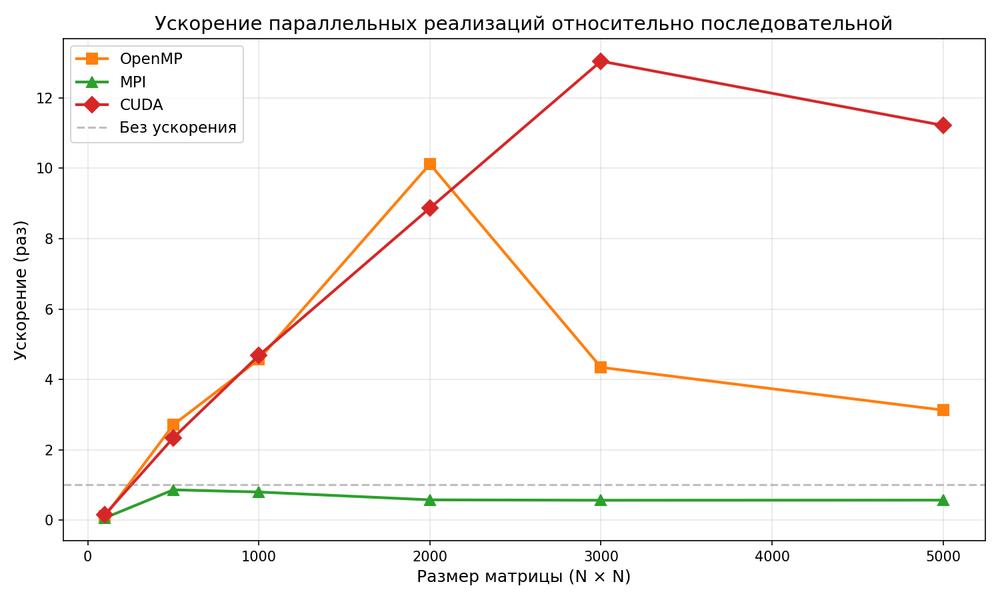 Ускорение параллельных реализаций относительно последовательной
OpenMP
MPI
CUDA
Без ускорения
Ускорение (раз)
12
10
8
6
4
2
0
0 1000 2000 3000 4000 5000
Размер матрицы (N × N)